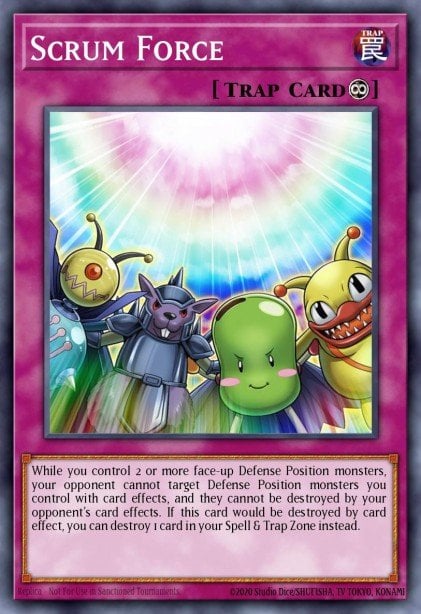 Scrum Force
TRAP
罠
[Trap Card]
While you control 2 or more face-up Defense Position monsters,
your opponent cannot target Defense Position monsters you
control with card effects, and they cannot be destroyed by your
opponent's card effects. If this card would be destroyed by card
effect, you can destroy 1 card in your Spell & Trap Zone instead.
Replica - Not For Use in Sanctioned Tournaments
©2020 Studio Dice/SHUEISHA, TV TOKYO, KONAMI